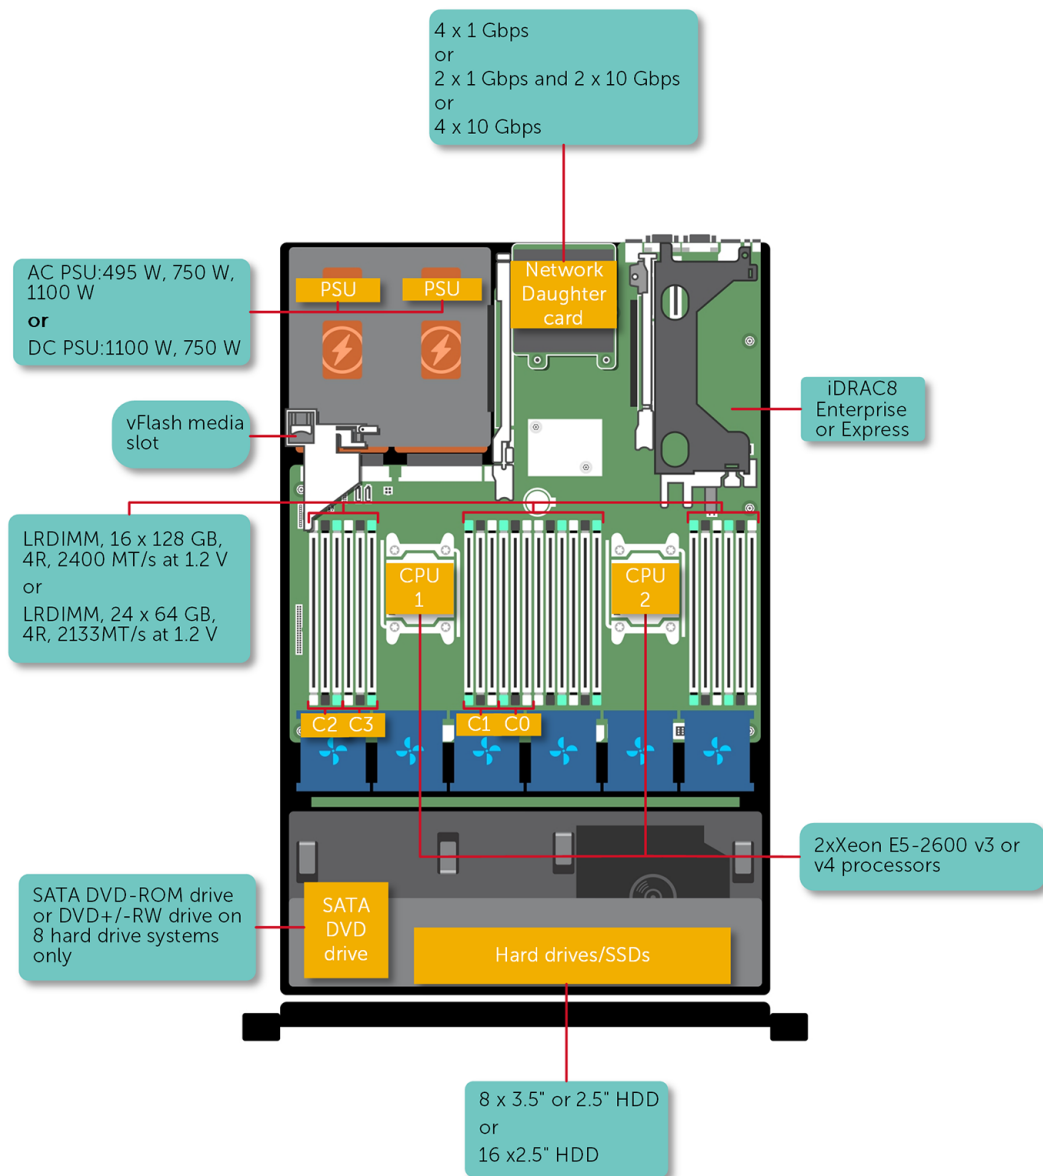 4 x 1 Gbps
or
2 x 1 Gbps and 2 x 10 Gbps
or
4 x 10 Gbps
AC PSU:495 W, 750 W,
1100 W
or
DC PSU:1100 W, 750 W
PSU
PSU
Network
Daughter
card
iDRAC8
Enterprise
or Express
vFlash media
slot
LRDIMM, 16 x 128 GB,
4R, 2400 MT/s at 1.2 V
or
LRDIMM, 24 x 64 GB,
4R, 2133MT/s at 1.2 V
CPU
1
CPU
2
C2
C3
C1
C0
2xXeon E5-2600 v3 or
v4 processors
SATA DVD-ROM drive
or DVD+/-RW drive on
8 hard drive systems
only
SATA
DVD
drive
Hard drives/SSDs
8 x 3.5" or 2.5" HDD
or
16 x2.5" HDD